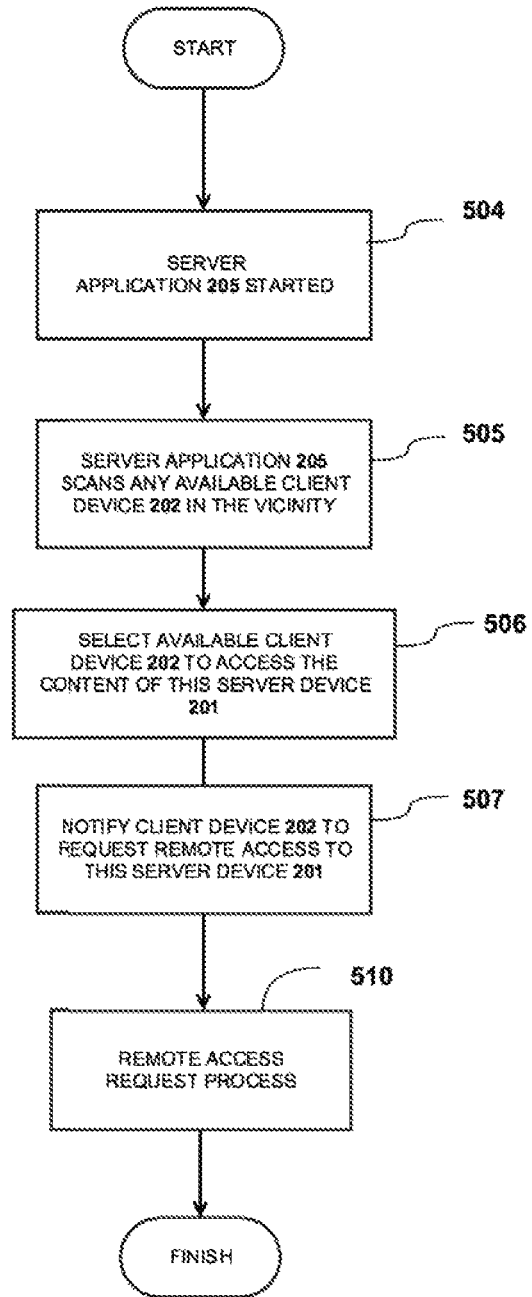 START
504
SERVER
APPLICATION 205 STARTED
505
SERVER APPLICATION 205
SCANS ANY AVAILABLE CLIENT
DEVICE 202 IN THE VICINITY
506
SELECT AVAILABLE CLIENT
DEVICE 202 TO ACCESS THE
CONTENT OF THIS SERVER DEVICE
201
507
NOTIFY CLIENT DEVICE 202 TO
REQUEST REMOTE ACCESS TO
THIS SERVER DEVICE 201
510
REMOTE ACCESS
REQUEST PROCESS
FINISH